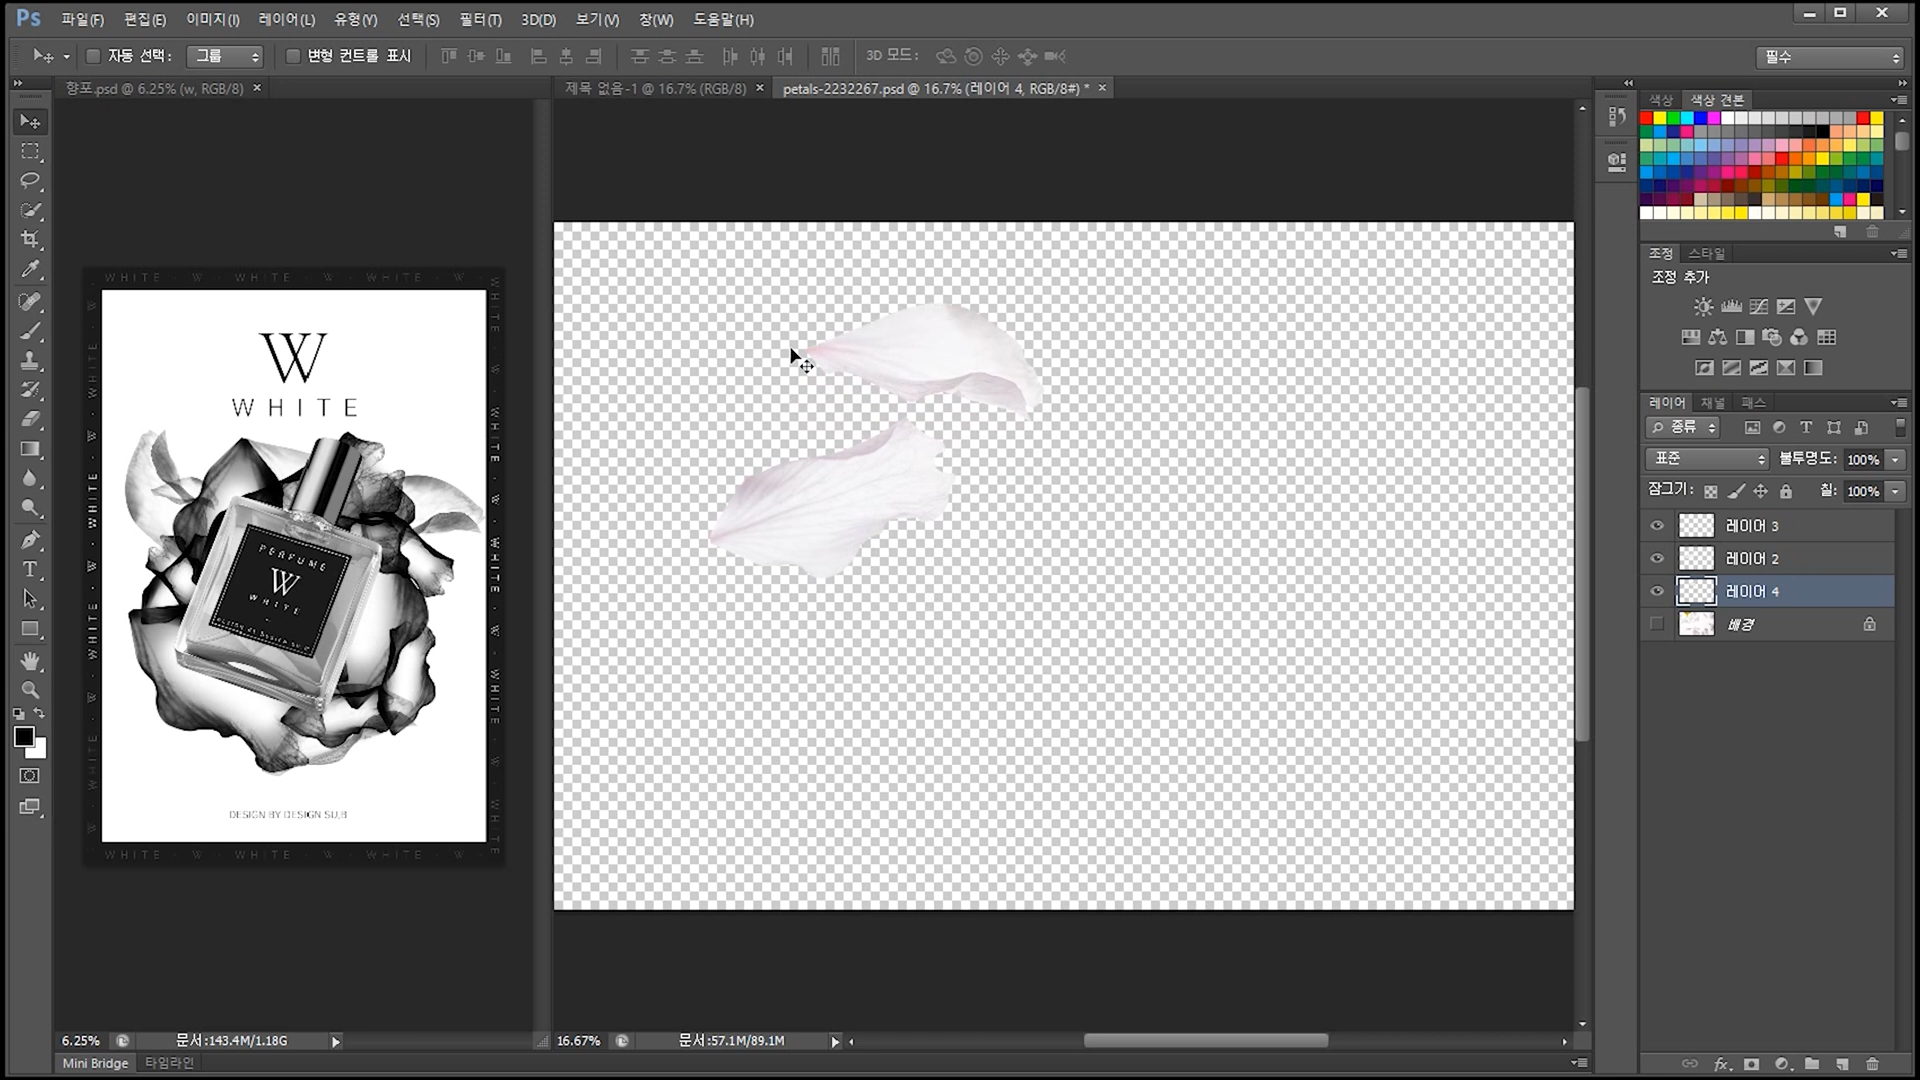 Ps 파일(F) 편집(E) 이미지(I) 레이어(L) 유형(Y) 선택(S) 필터(T) 3D(D) 보기(V) 창(W) 도움말(H)
자동 선택: 그룹 변형 컨트롤 표시 3D 모드: 필수
향포.psd @ 6.25% (w, RGB/8) × 제목 없음-1 @ 16.7% (RGB/8) × petals-2232267.psd @ 16.7% (레이어 4, RGB/8#) * ×
색상 색상 견본
조정 스타일
조정 추가
레이어 채널 패스
종류
표준 불투명도: 100%
잠그기: 칠: 100%
레이어 3
레이어 2
레이어 4
배경
WHITE · W · WHITE · W · WHITE · W
W
WHITE
PERFUME
W
WHITE
DESIGN BY DESIGN SU,B
WHITE · W · WHITE · W · WHITE · W
6.25% 문서:143.4M/1.18G 16.67% 문서:57.1M/89.1M
Mini Bridge 타임라인